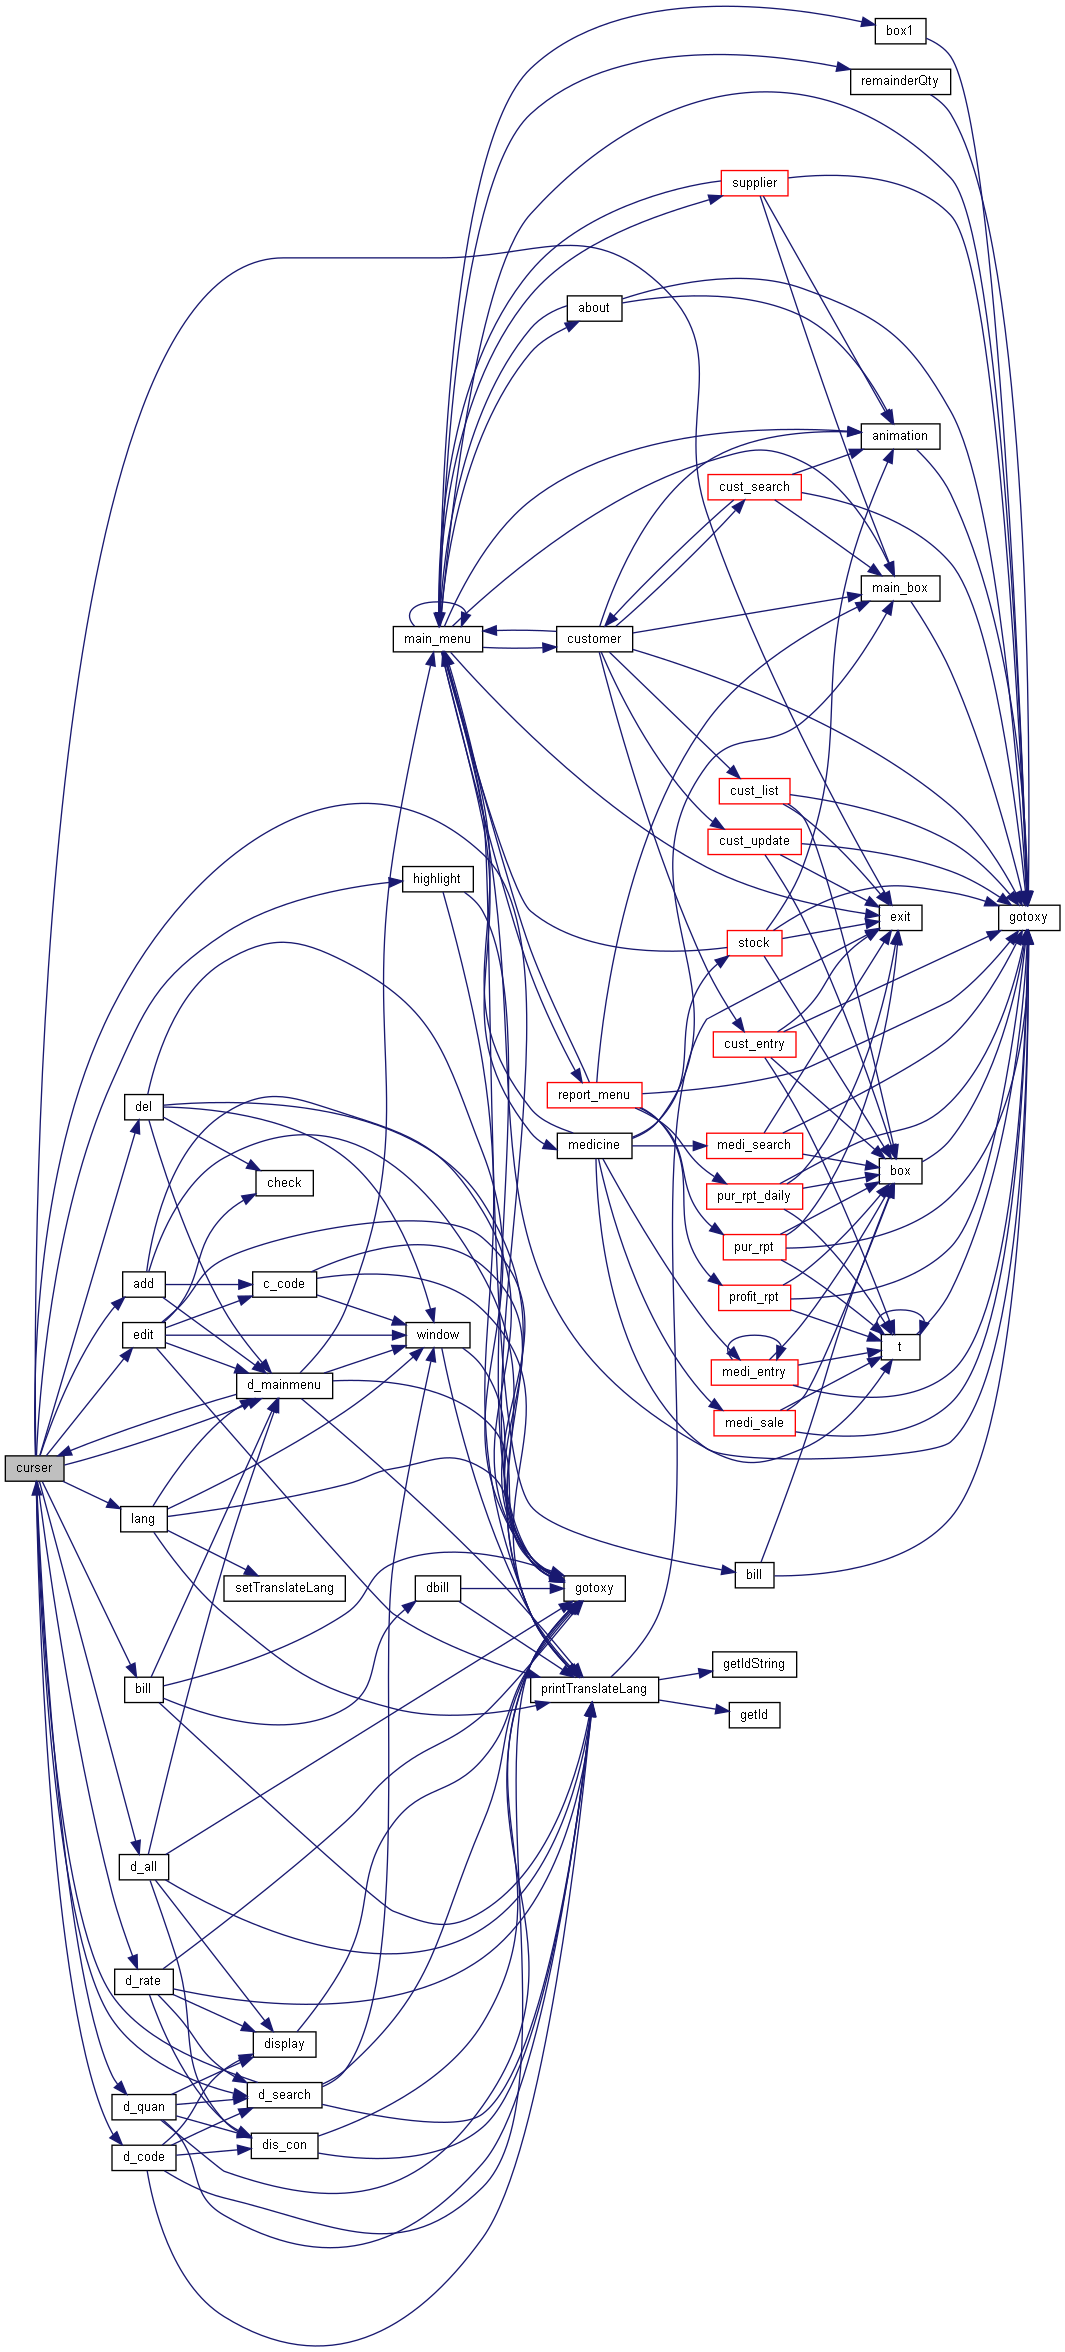 box1
remainderQty
supplier
about
animation
cust_search
main_box
main_menu
customer
cust_list
cust_update
highlight
exit
gotoxy
stock
cust_entry
report_menu
del
medicine
medi_search
box
check
pur_rpt_daily
pur_rpt
add
c_code
profit_rpt
edit
window
t
d_mainmenu
medi_entry
medi_sale
curser
lang
bill
setTranslateLang
dbill
gotoxy
getIdString
bill
printTranslateLang
getId
d_all
d_rate
display
d_search
d_quan
dis_con
d_code